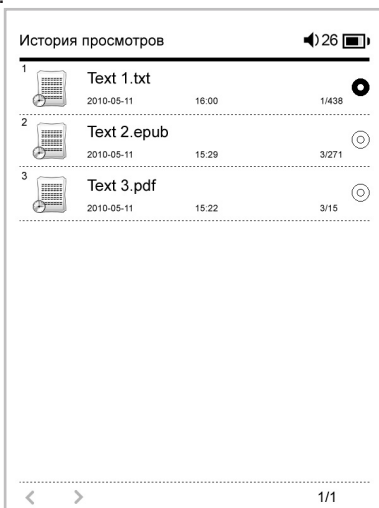 История просмотров 26
1
Text 1.txt
2010-05-11 16:00 1/438
2
Text 2.epub
2010-05-11 15:29 3/271
3
Text 3.pdf
2010-05-11 15:22 3/15
1/1